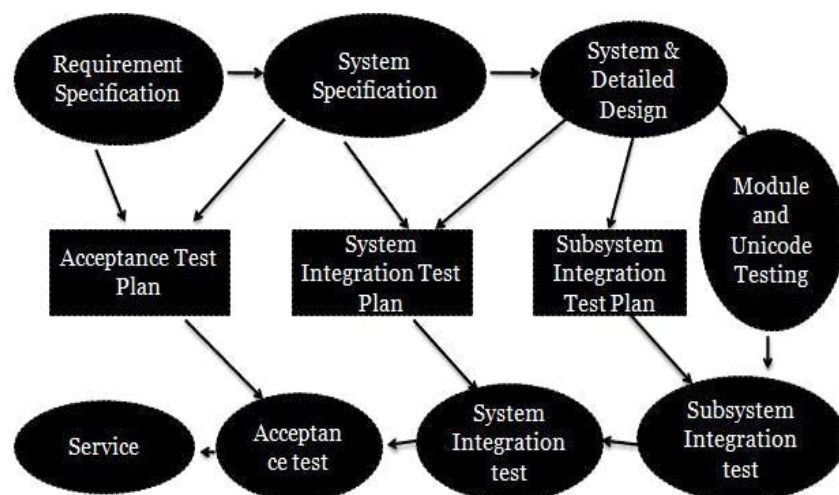 Requirement
Specification
System
Specification
System &
Detailed
Design
Module
and
Unicode
Testing
Acceptance Test
Plan
System
Integration Test
Plan
Subsystem
Integration
Test Plan
Service
Acceptan
ce test
System
Integration
test
Subsystem
Integration
test